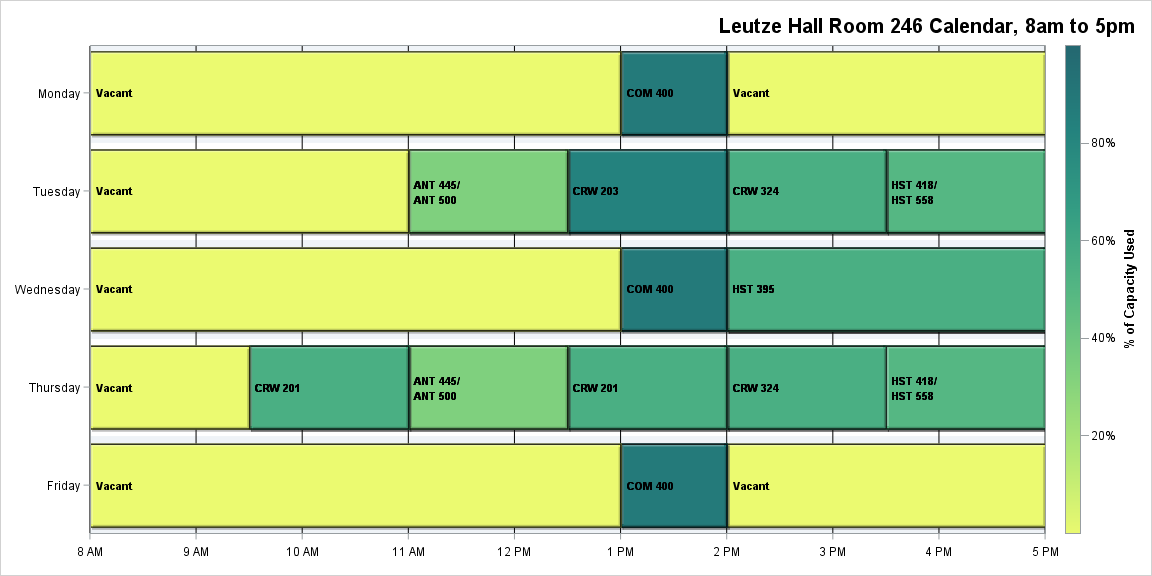 Leutze Hall Room 246 Calendar, 8am to 5pm
Monday
Vacant
COM 400
Vacant
Tuesday
Vacant
ANT 445/
ANT 500
CRW 203
CRW 324
HST 418/
HST 558
Wednesday
Vacant
COM 400
HST 395
Thursday
Vacant
CRW 201
ANT 445/
ANT 500
CRW 201
CRW 324
HST 418/
HST 558
Friday
Vacant
COM 400
Vacant
8 AM
9 AM
10 AM
11 AM
12 PM
1 PM
2 PM
3 PM
4 PM
5 PM
80%
60%
40%
20%
% of Capacity Used